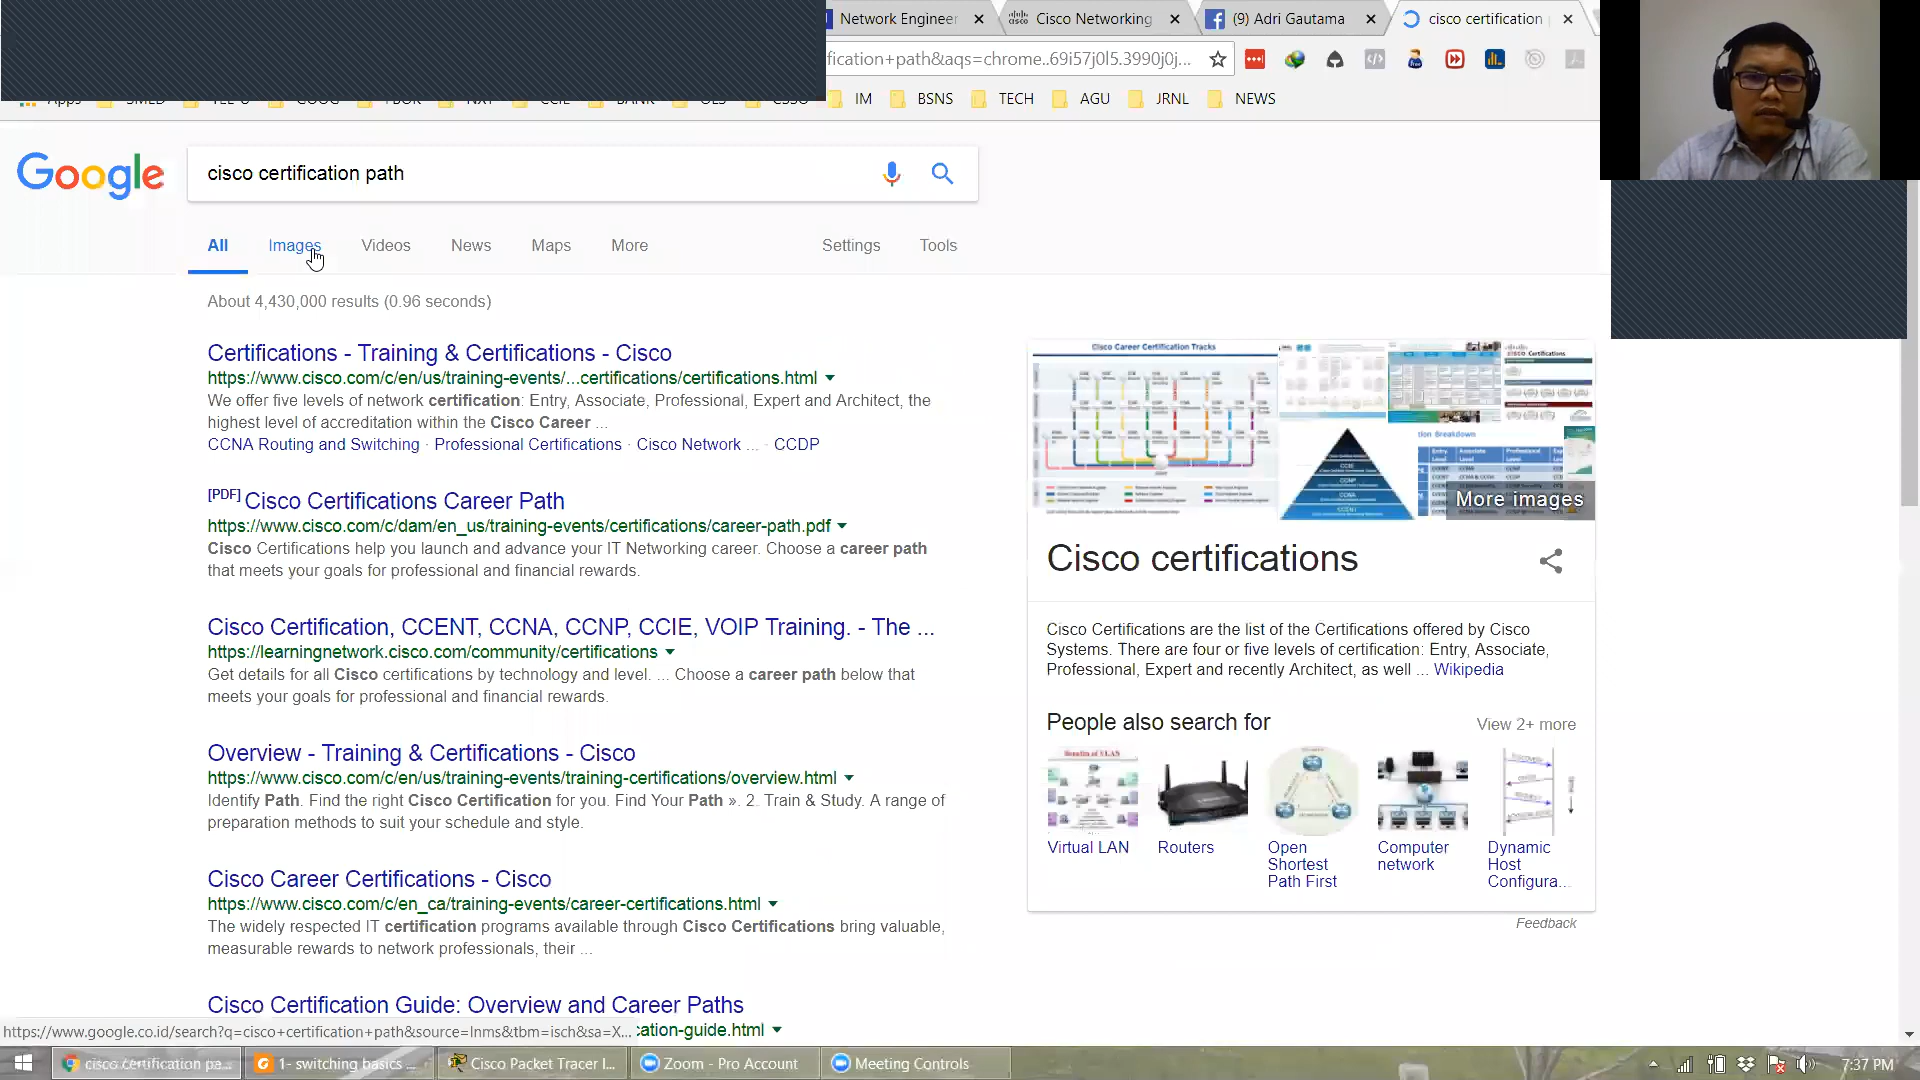 Network Engineer
Cisco Networking
(9) Adri Gautama
cisco certification
fication+path&aqs=chrome..69i57j0l5.3990j0j...
Apps
IM
BSNS
TECH
AGU
JRNL
NEWS
Google
cisco certification path
All
Images
Videos
News
Maps
More
Settings
Tools
About 4,430,000 results (0.96 seconds)
Certifications - Training & Certifications - Cisco
https://www.cisco.com/c/en/us/training-events/...certifications/certifications.html
We offer five levels of network certification: Entry, Associate, Professional, Expert and Architect, the
highest level of accreditation within the Cisco Career ...
CCNA Routing and Switching · Professional Certifications · Cisco Network ... · CCDP
[PDF] Cisco Certifications Career Path
https://www.cisco.com/c/dam/en_us/training-events/certifications/career-path.pdf
Cisco Certifications help you launch and advance your IT Networking career. Choose a career path
that meets your goals for professional and financial rewards.
Cisco Certification, CCENT, CCNA, CCNP, CCIE, VOIP Training. - The ...
https://learningnetwork.cisco.com/community/certifications
Get details for all Cisco certifications by technology and level. ... Choose a career path below that
meets your goals for professional and financial rewards.
Overview - Training & Certifications - Cisco
https://www.cisco.com/c/en/us/training-events/training-certifications/overview.html
Identify Path. Find the right Cisco Certification for you. Find Your Path ». 2. Train & Study. A range of
preparation methods to suit your schedule and style.
Cisco Career Certifications - Cisco
https://www.cisco.com/c/en_ca/training-events/career-certifications.html
The widely respected IT certification programs available through Cisco Certifications bring valuable,
measurable rewards to network professionals, their ...
Cisco Certification Guide: Overview and Career Paths
cation-guide.html
https://www.google.co.id/search?q=cisco+certification+path&source=lnms&tbm=isch&sa=X...
Cisco Career Certification Tracks
CCIE
CCNP
CCNA
CCENT
More images
Cisco certifications
Cisco Certifications are the list of the Certifications offered by Cisco
Systems. There are four or five levels of certification: Entry, Associate,
Professional, Expert and recently Architect, as well ... Wikipedia
People also search for
View 2+ more
Benefits of VLAN
Virtual LAN
Routers
Open
Shortest
Path First
Computer
network
Dynamic
Host
Configura...
Feedback
cisco certification pa...
1- switching basics ...
Cisco Packet Tracer I...
Zoom - Pro Account
Meeting Controls
7:37 PM